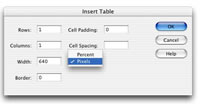 Insert Table
Rows: 1 Cell Padding: 0 OK
Columns: 1 Cell Spacing: Cancel
Percent
Width: 640 ✓ Pixels Help
Border: 0